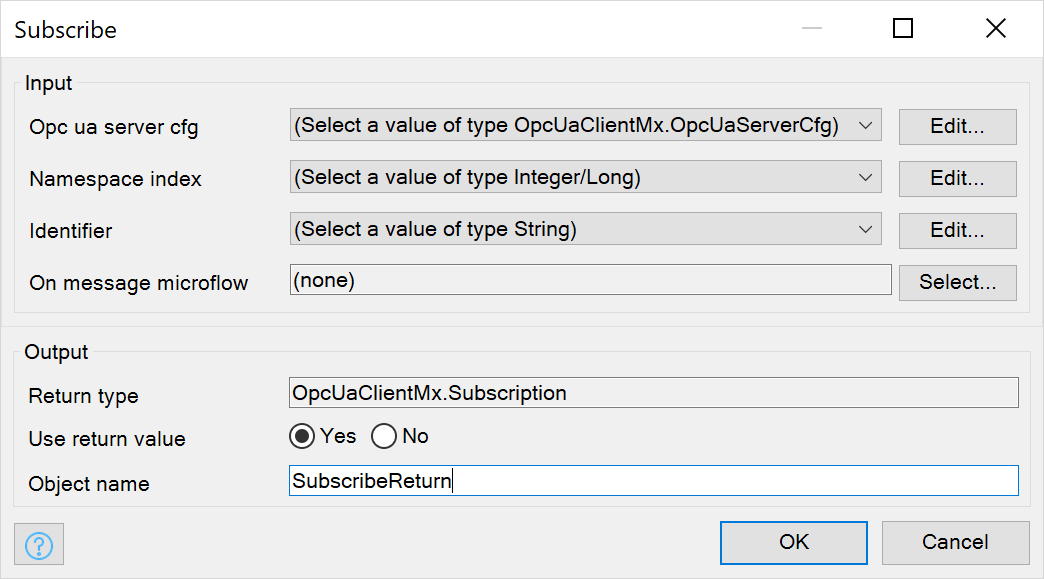 Subscribe
Input
Opc ua server cfg (Select a value of type OpcUaClientMx.OpcUaServerCfg) Edit...
Namespace index (Select a value of type Integer/Long) Edit...
Identifier (Select a value of type String) Edit...
On message microflow (none) Select...
Output
Return type OpcUaClientMx.Subscription
Use return value Yes No
Object name SubscribeReturn
? OK Cancel